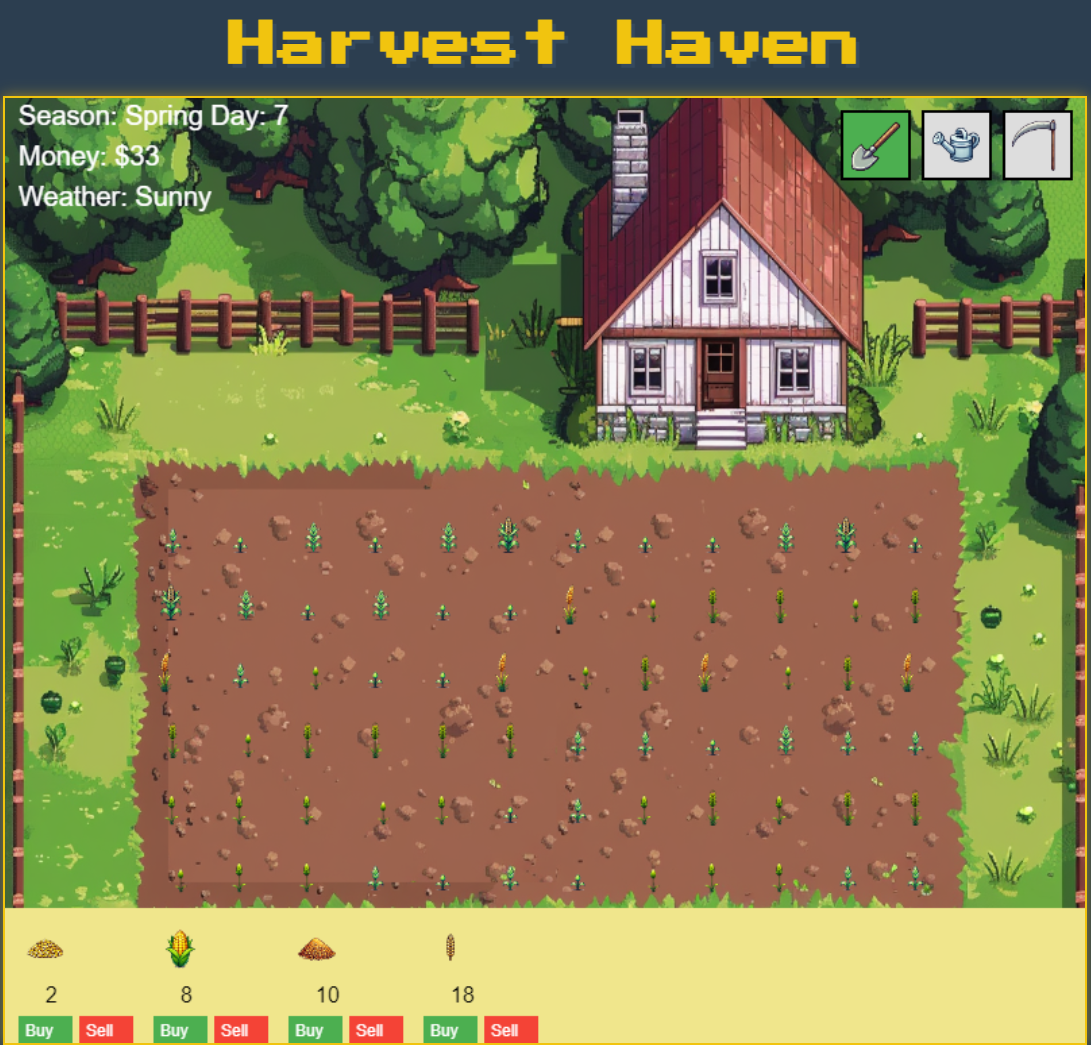 Harvest Haven
Season: Spring Day: 7
Money: $33
Weather: Sunny
2 8 10 18
Buy Sell Buy Sell Buy Sell Buy Sell